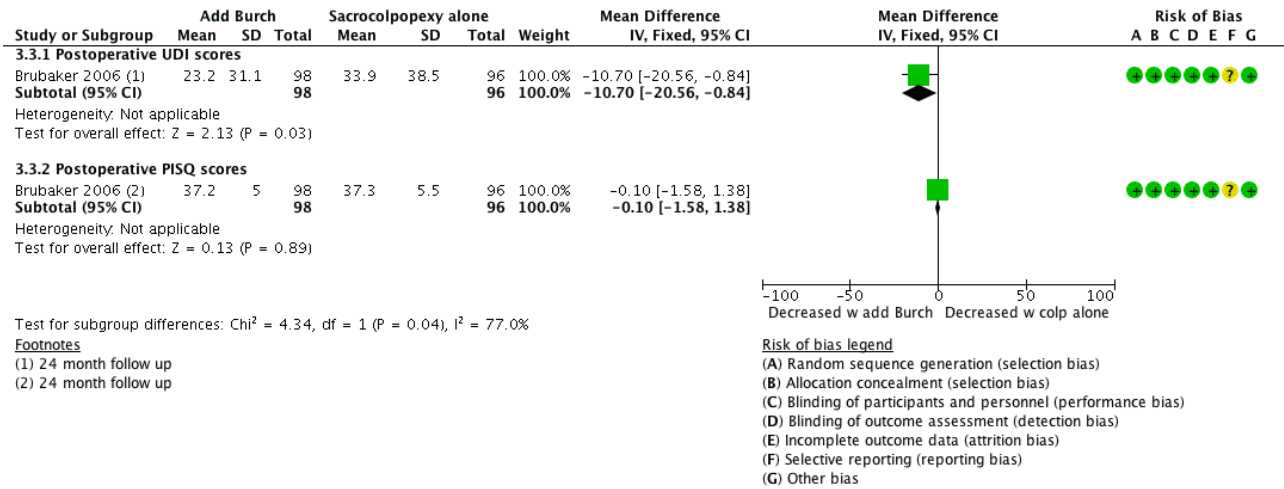 Add Burch Sacrocolpopexy alone Mean Difference Mean Difference Risk of Bias
Study or Subgroup Mean SD Total Mean SD Total Weight IV, Fixed, 95% CI IV, Fixed, 95% CI A B C D E F G
3.3.1 Postoperative UDI scores
Brubaker 2006 (1) 23.2 31.1 98 33.9 38.5 96 100.0% -10.70 [-20.56, -0.84] + + + + + ? +
Subtotal (95% CI) 98 96 100.0% -10.70 [-20.56, -0.84]
Heterogeneity: Not applicable
Test for overall effect: Z = 2.13 (P = 0.03)
3.3.2 Postoperative PISQ scores
Brubaker 2006 (2) 37.2 5 98 37.3 5.5 96 100.0% -0.10 [-1.58, 1.38] + + + + + ? +
Subtotal (95% CI) 98 96 100.0% -0.10 [-1.58, 1.38]
Heterogeneity: Not applicable
Test for overall effect: Z = 0.13 (P = 0.89)
-100 -50 0 50 100
Decreased w add Burch Decreased w colp alone
Test for subgroup differences: Chi² = 4.34, df = 1 (P = 0.04), I² = 77.0%
Footnotes
(1) 24 month follow up
(2) 24 month follow up
Risk of bias legend
(A) Random sequence generation (selection bias)
(B) Allocation concealment (selection bias)
(C) Blinding of participants and personnel (performance bias)
(D) Blinding of outcome assessment (detection bias)
(E) Incomplete outcome data (attrition bias)
(F) Selective reporting (reporting bias)
(G) Other bias